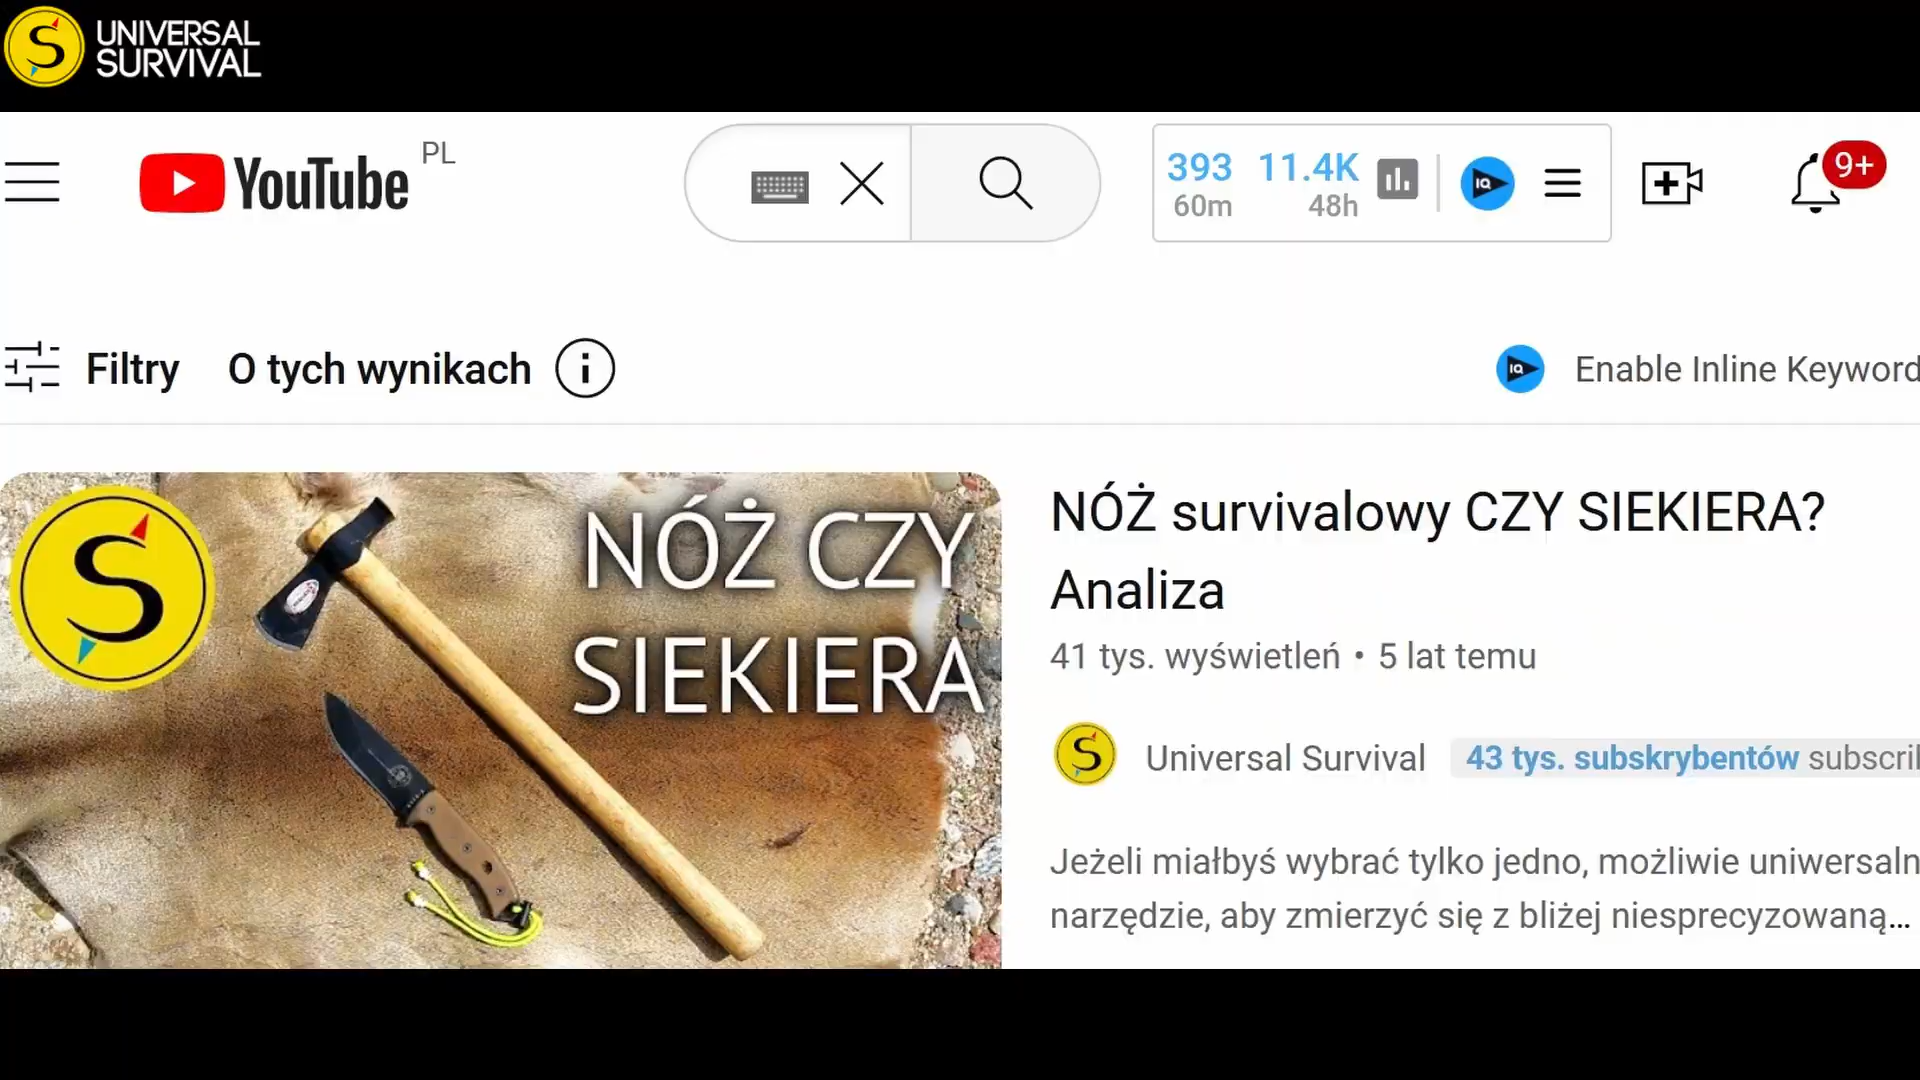 UNIVERSAL
SURVIVAL
YouTube PL
393 11.4K
60m 48h
IQ
9+
Filtry O tych wynikach
IQ Enable Inline Keyword
NÓŻ CZY
SIEKIERA
NÓŻ survivalowy CZY SIEKIERA?
Analiza
41 tys. wyświetleń • 5 lat temu
Universal Survival 43 tys. subskrybentów subscri
Jeżeli miałbyś wybrać tylko jedno, możliwie uniwersaln
narzędzie, aby zmierzyć się z bliżej niesprecyzowaną...